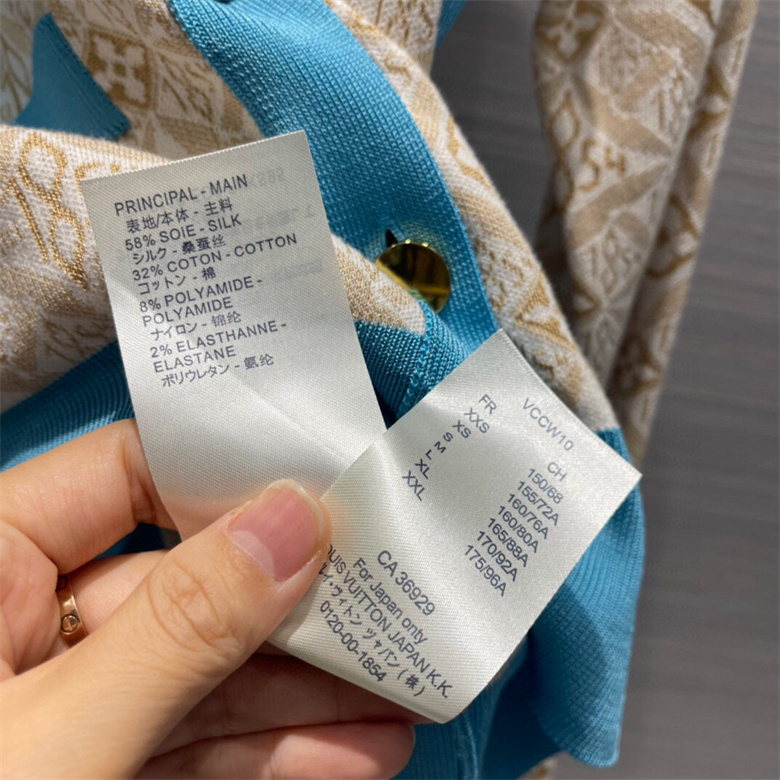 PRINCIPAL - MAIN
表地/本体 - 主料
58% SOIE - SILK
シルク - 桑蚕丝
32% COTON - COTTON
コットン - 棉
8% POLYAMIDE -
POLYAMIDE
ナイロン - 锦纶
2% ELASTHANNE -
ELASTANE
ポリウレタン - 氨纶
VCCW10
FR CH
XXS 150/68
XS 155/72A
S 160/76A
M 160/80A
L 165/88A
XL 170/92A
XXL 175/96A
CA 36929
For Japan only
LOUIS VUITTON JAPAN K.K.
ルイ・ヴィトン ジャパン(株)
0120-00-1854
1954